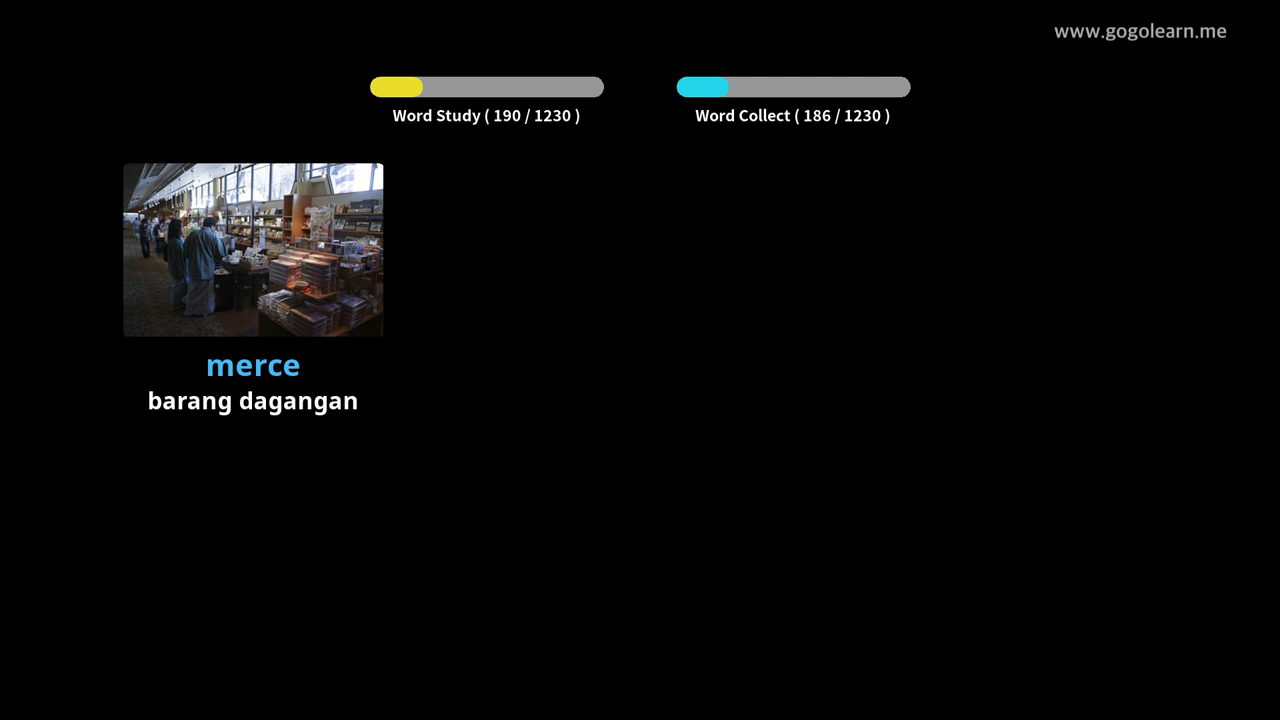 www.gogolearn.me
Word Study ( 190 / 1230 )
Word Collect ( 186 / 1230 )
merce
barang dagangan